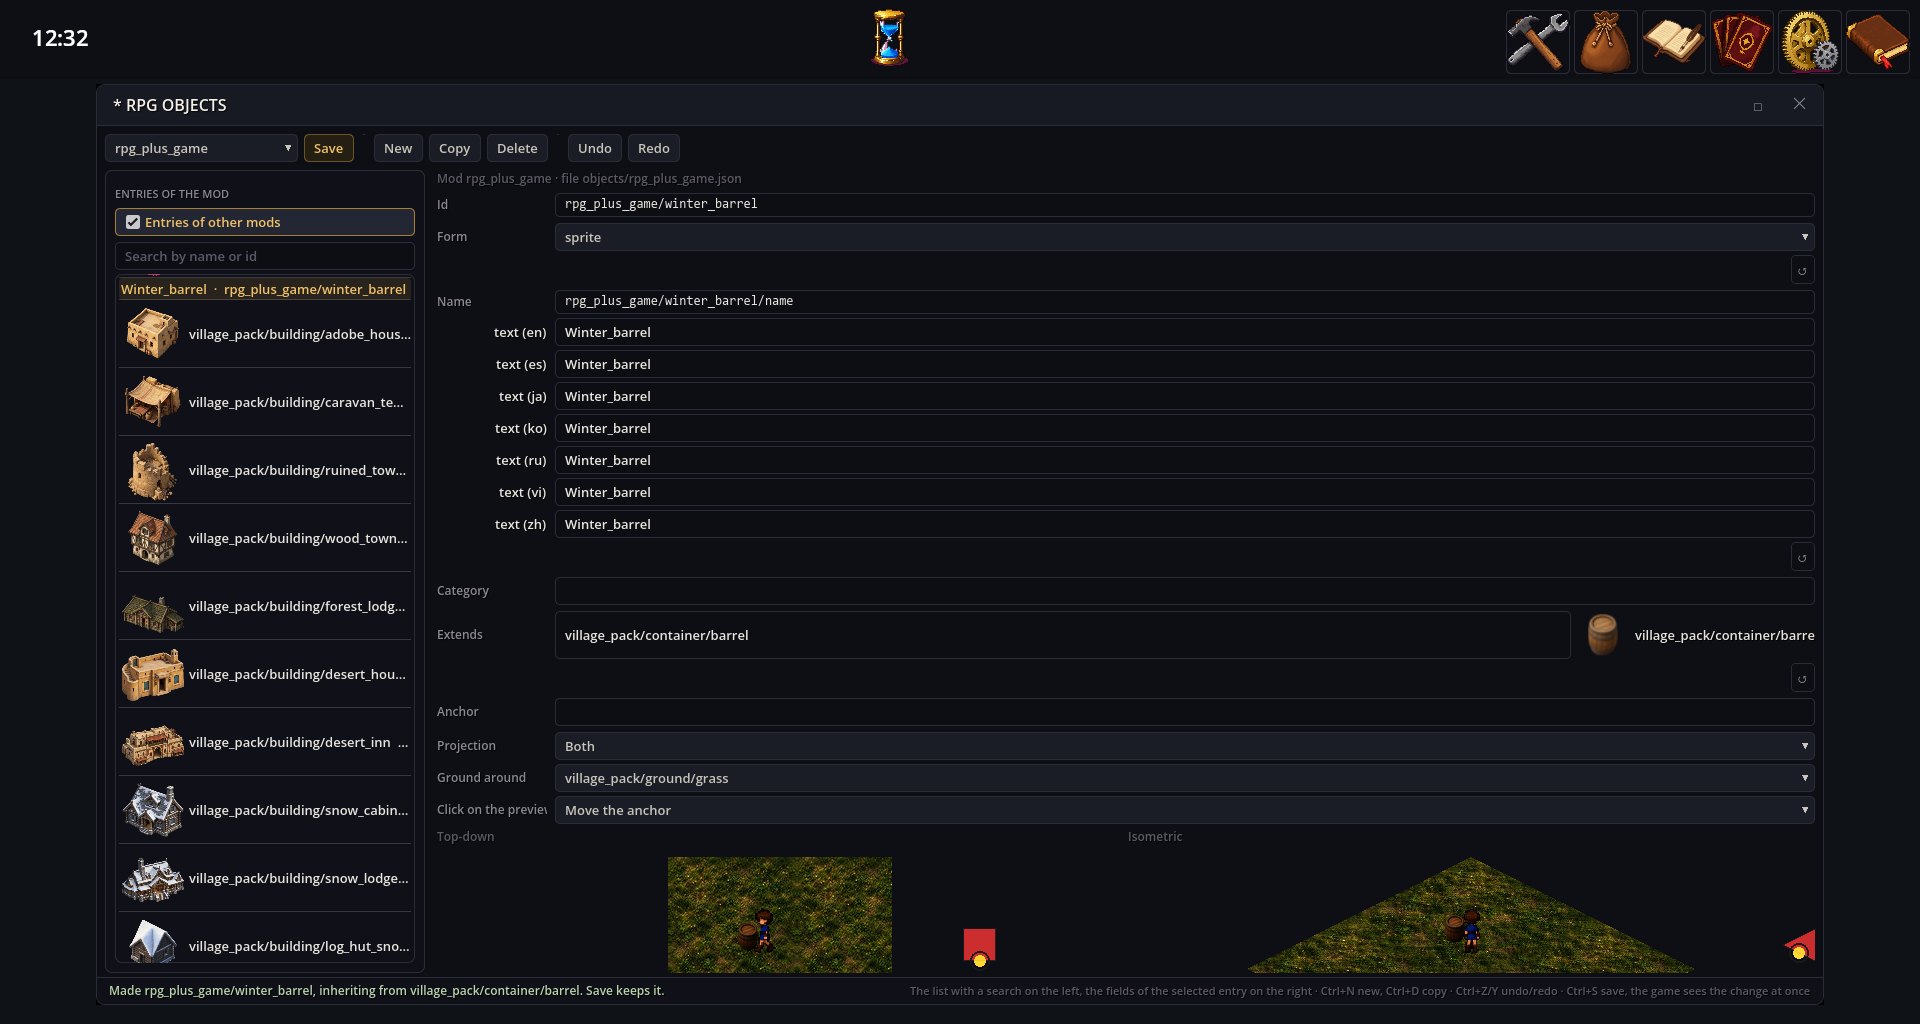 12:32
* RPG OBJECTS
rpg_plus_game
Save
New
Copy
Delete
Undo
Redo
ENTRIES OF THE MOD
Entries of other mods
Search by name or id
Winter_barrel · rpg_plus_game/winter_barrel
village_pack/building/adobe_hous...
village_pack/building/caravan_te...
village_pack/building/ruined_tow...
village_pack/building/wood_town...
village_pack/building/forest_lodg...
village_pack/building/desert_hou...
village_pack/building/desert_inn ...
village_pack/building/snow_cabin...
village_pack/building/snow_lodge...
village_pack/building/log_hut_sno...
Mod rpg_plus_game · file objects/rpg_plus_game.json
Id rpg_plus_game/winter_barrel
Form sprite
Name rpg_plus_game/winter_barrel/name
text (en) Winter_barrel
text (es) Winter_barrel
text (ja) Winter_barrel
text (ko) Winter_barrel
text (ru) Winter_barrel
text (vi) Winter_barrel
text (zh) Winter_barrel
Category
Extends village_pack/container/barrel village_pack/container/barre
Anchor
Projection Both
Ground around village_pack/ground/grass
Click on the preview Move the anchor
Top-down Isometric
Made rpg_plus_game/winter_barrel, inheriting from village_pack/container/barrel. Save keeps it.
The list with a search on the left, the fields of the selected entry on the right · Ctrl+N new, Ctrl+D copy · Ctrl+Z/Y undo/redo · Ctrl+S save, the game sees the change at once